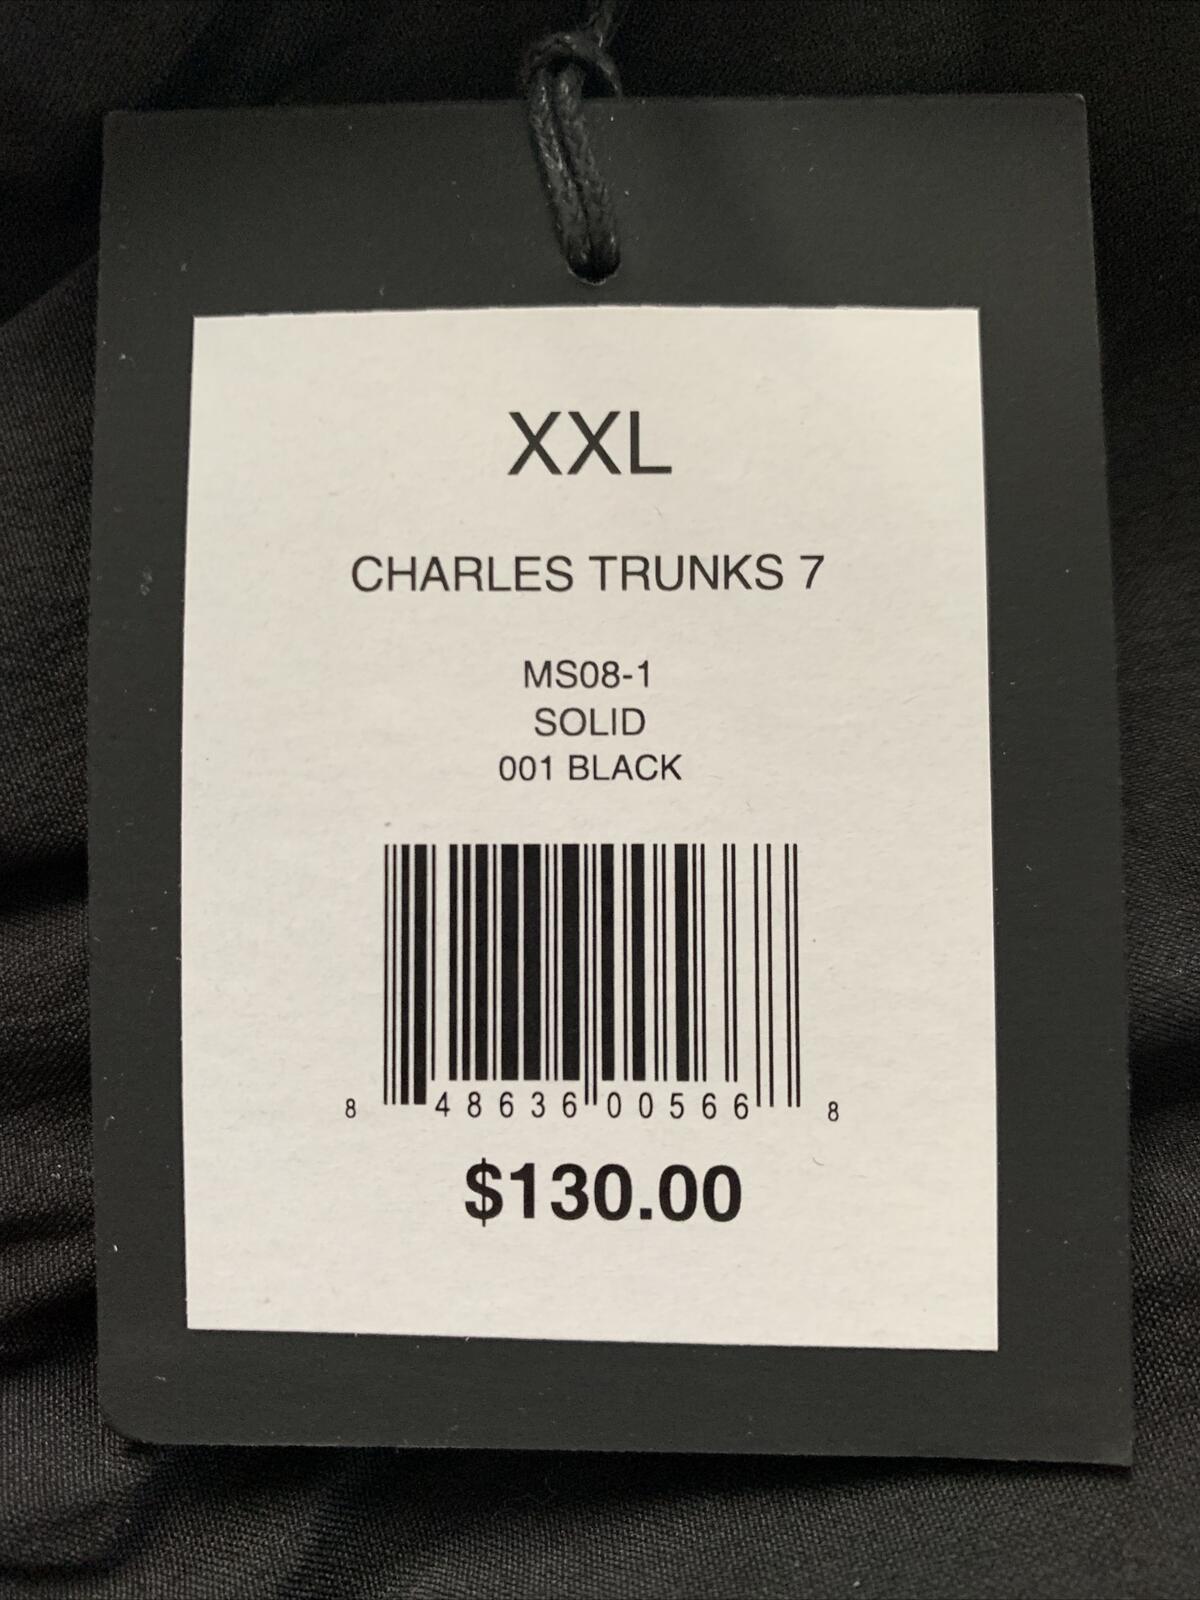 XXL
CHARLES TRUNKS 7
MS08-1
SOLID
001 BLACK
8 48636 00566 8
$130.00